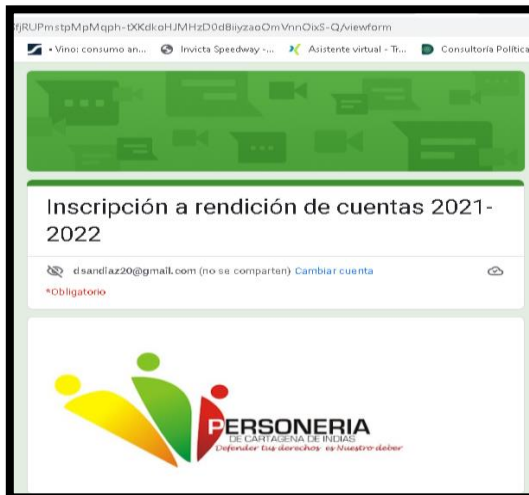 fjRUPmstpMpMqph-tXKdkoHJMHzD0d8iiyzaoOmVnnOixS-Q/viewform
• Vino: consumo an...   Invicta Speedway -...   Asistente virtual - Tr...   Consultoría Política
Inscripción a rendición de cuentas 2021-
2022
dsandiaz20@gmail.com (no se comparten) Cambiar cuenta
*Obligatorio
PERSONERIA
DE CARTAGENA DE INDIAS
Defender tus derechos es Nuestro deber